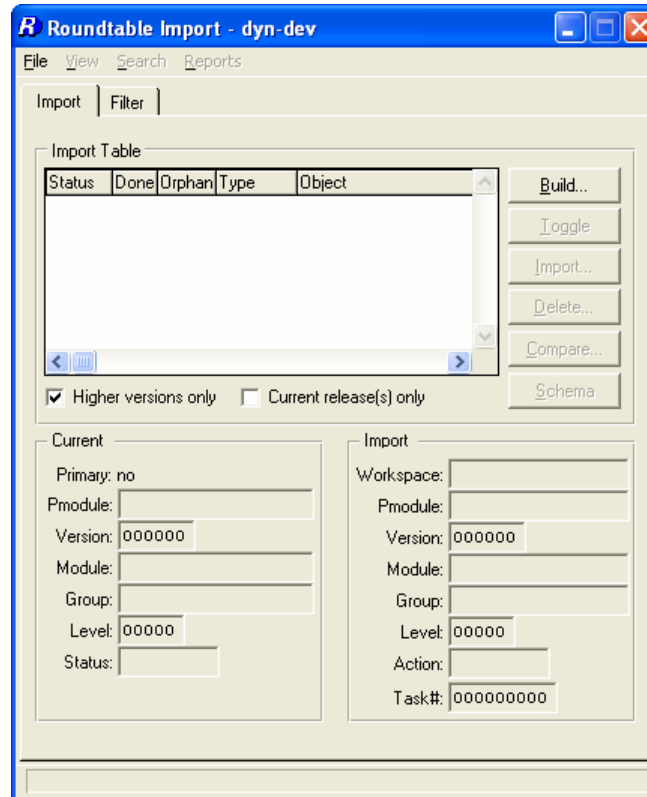 R Roundtable Import - dyn-dev
File View Search Reports
Import Filter
Import Table
Status Done Orphan Type Object
Build...
Toggle
Import...
Delete...
Compare...
Schema
Higher versions only Current release(s) only
Current
Primary: no
Pmodule:
Version: 000000
Module:
Group:
Level: 00000
Status:
Import
Workspace:
Pmodule:
Version: 000000
Module:
Group:
Level: 00000
Action:
Task#: 000000000